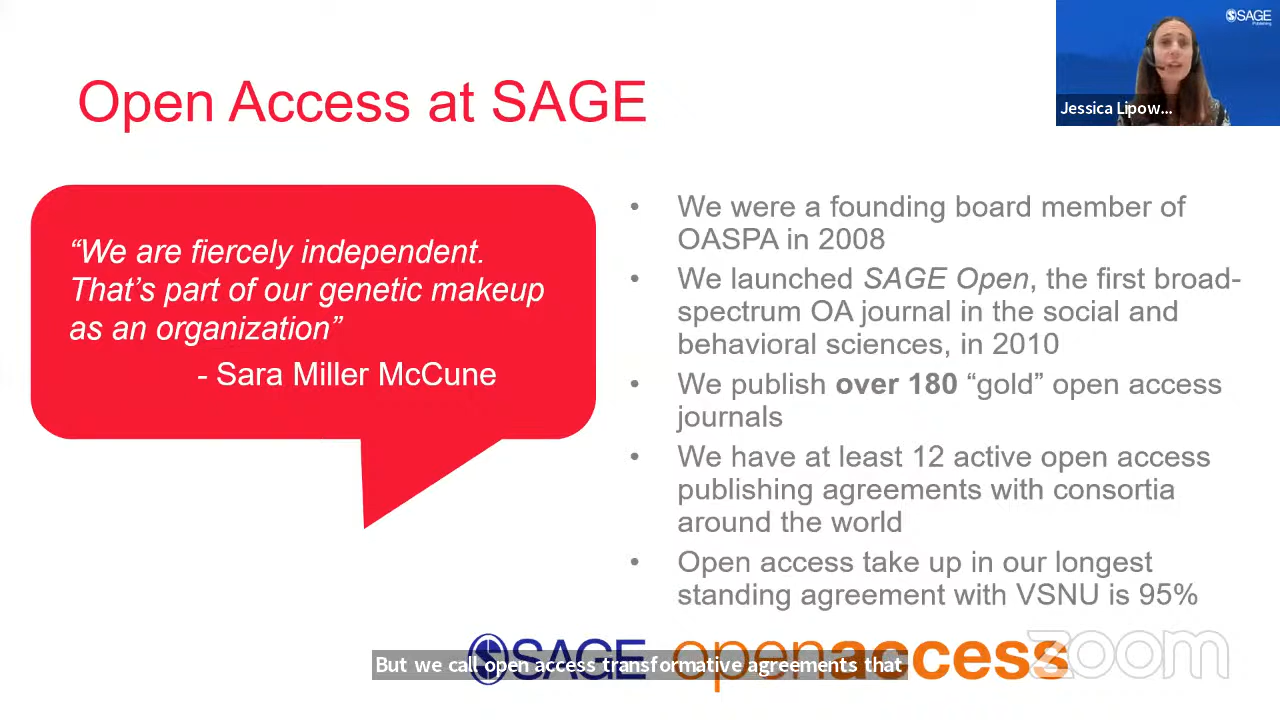 Open Access at SAGE
SAGE
Publishing
Jessica Lipow...
“We are fiercely independent.
That’s part of our genetic makeup
as an organization”
- Sara Miller McCune
• We were a founding board member of
OASPA in 2008
• We launched SAGE Open, the first broad-
spectrum OA journal in the social and
behavioral sciences, in 2010
• We publish over 180 “gold” open access
journals
• We have at least 12 active open access
publishing agreements with consortia
around the world
• Open access take up in our longest
standing agreement with VSNU is 95%
SAGE openaccess
zoom
But we call open access transformative agreements that